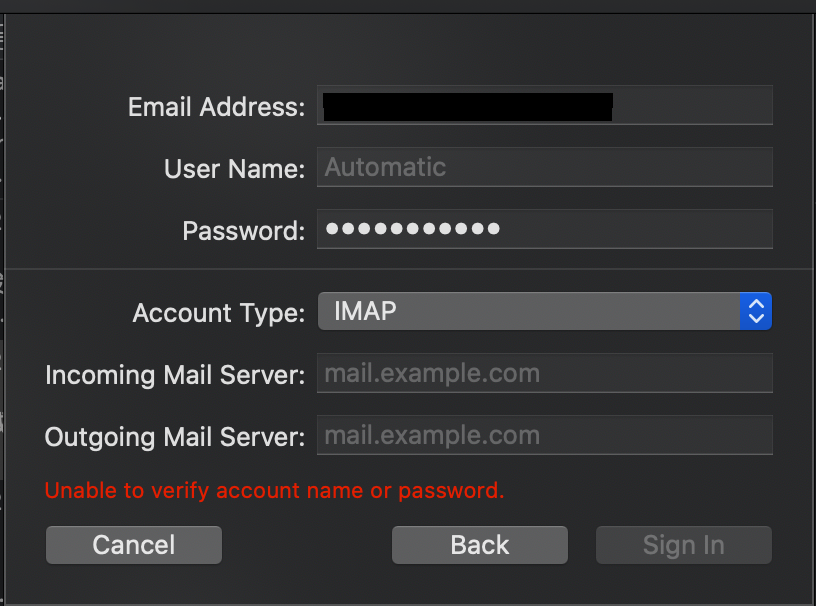 Email Address:
User Name: Automatic
Password: ●●●●●●●●●●●
Account Type: IMAP
Incoming Mail Server: mail.example.com
Outgoing Mail Server: mail.example.com
Unable to verify account name or password.
Cancel Back Sign In